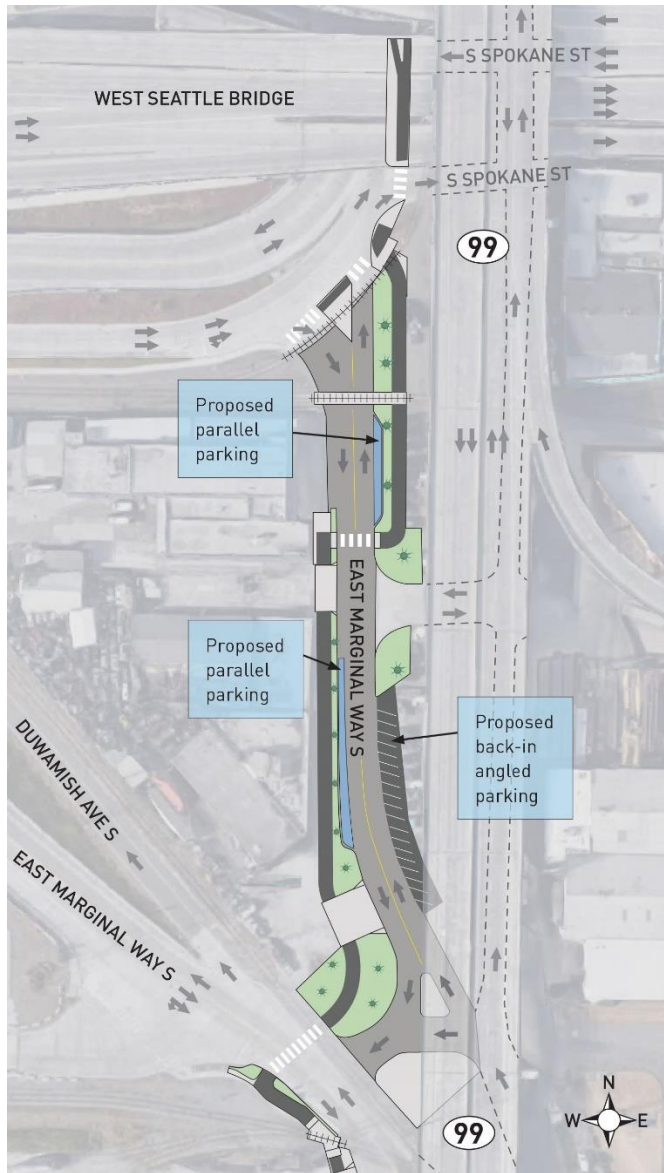 S SPOKANE ST
WEST SEATTLE BRIDGE
S SPOKANE ST
99
Proposed
parallel
parking
EAST MARGINAL WAY S
Proposed
parallel
parking
Proposed
back-in
angled
parking
DUWAMISH AVE S
EAST MARGINAL WAY S
N
W
E
S
99